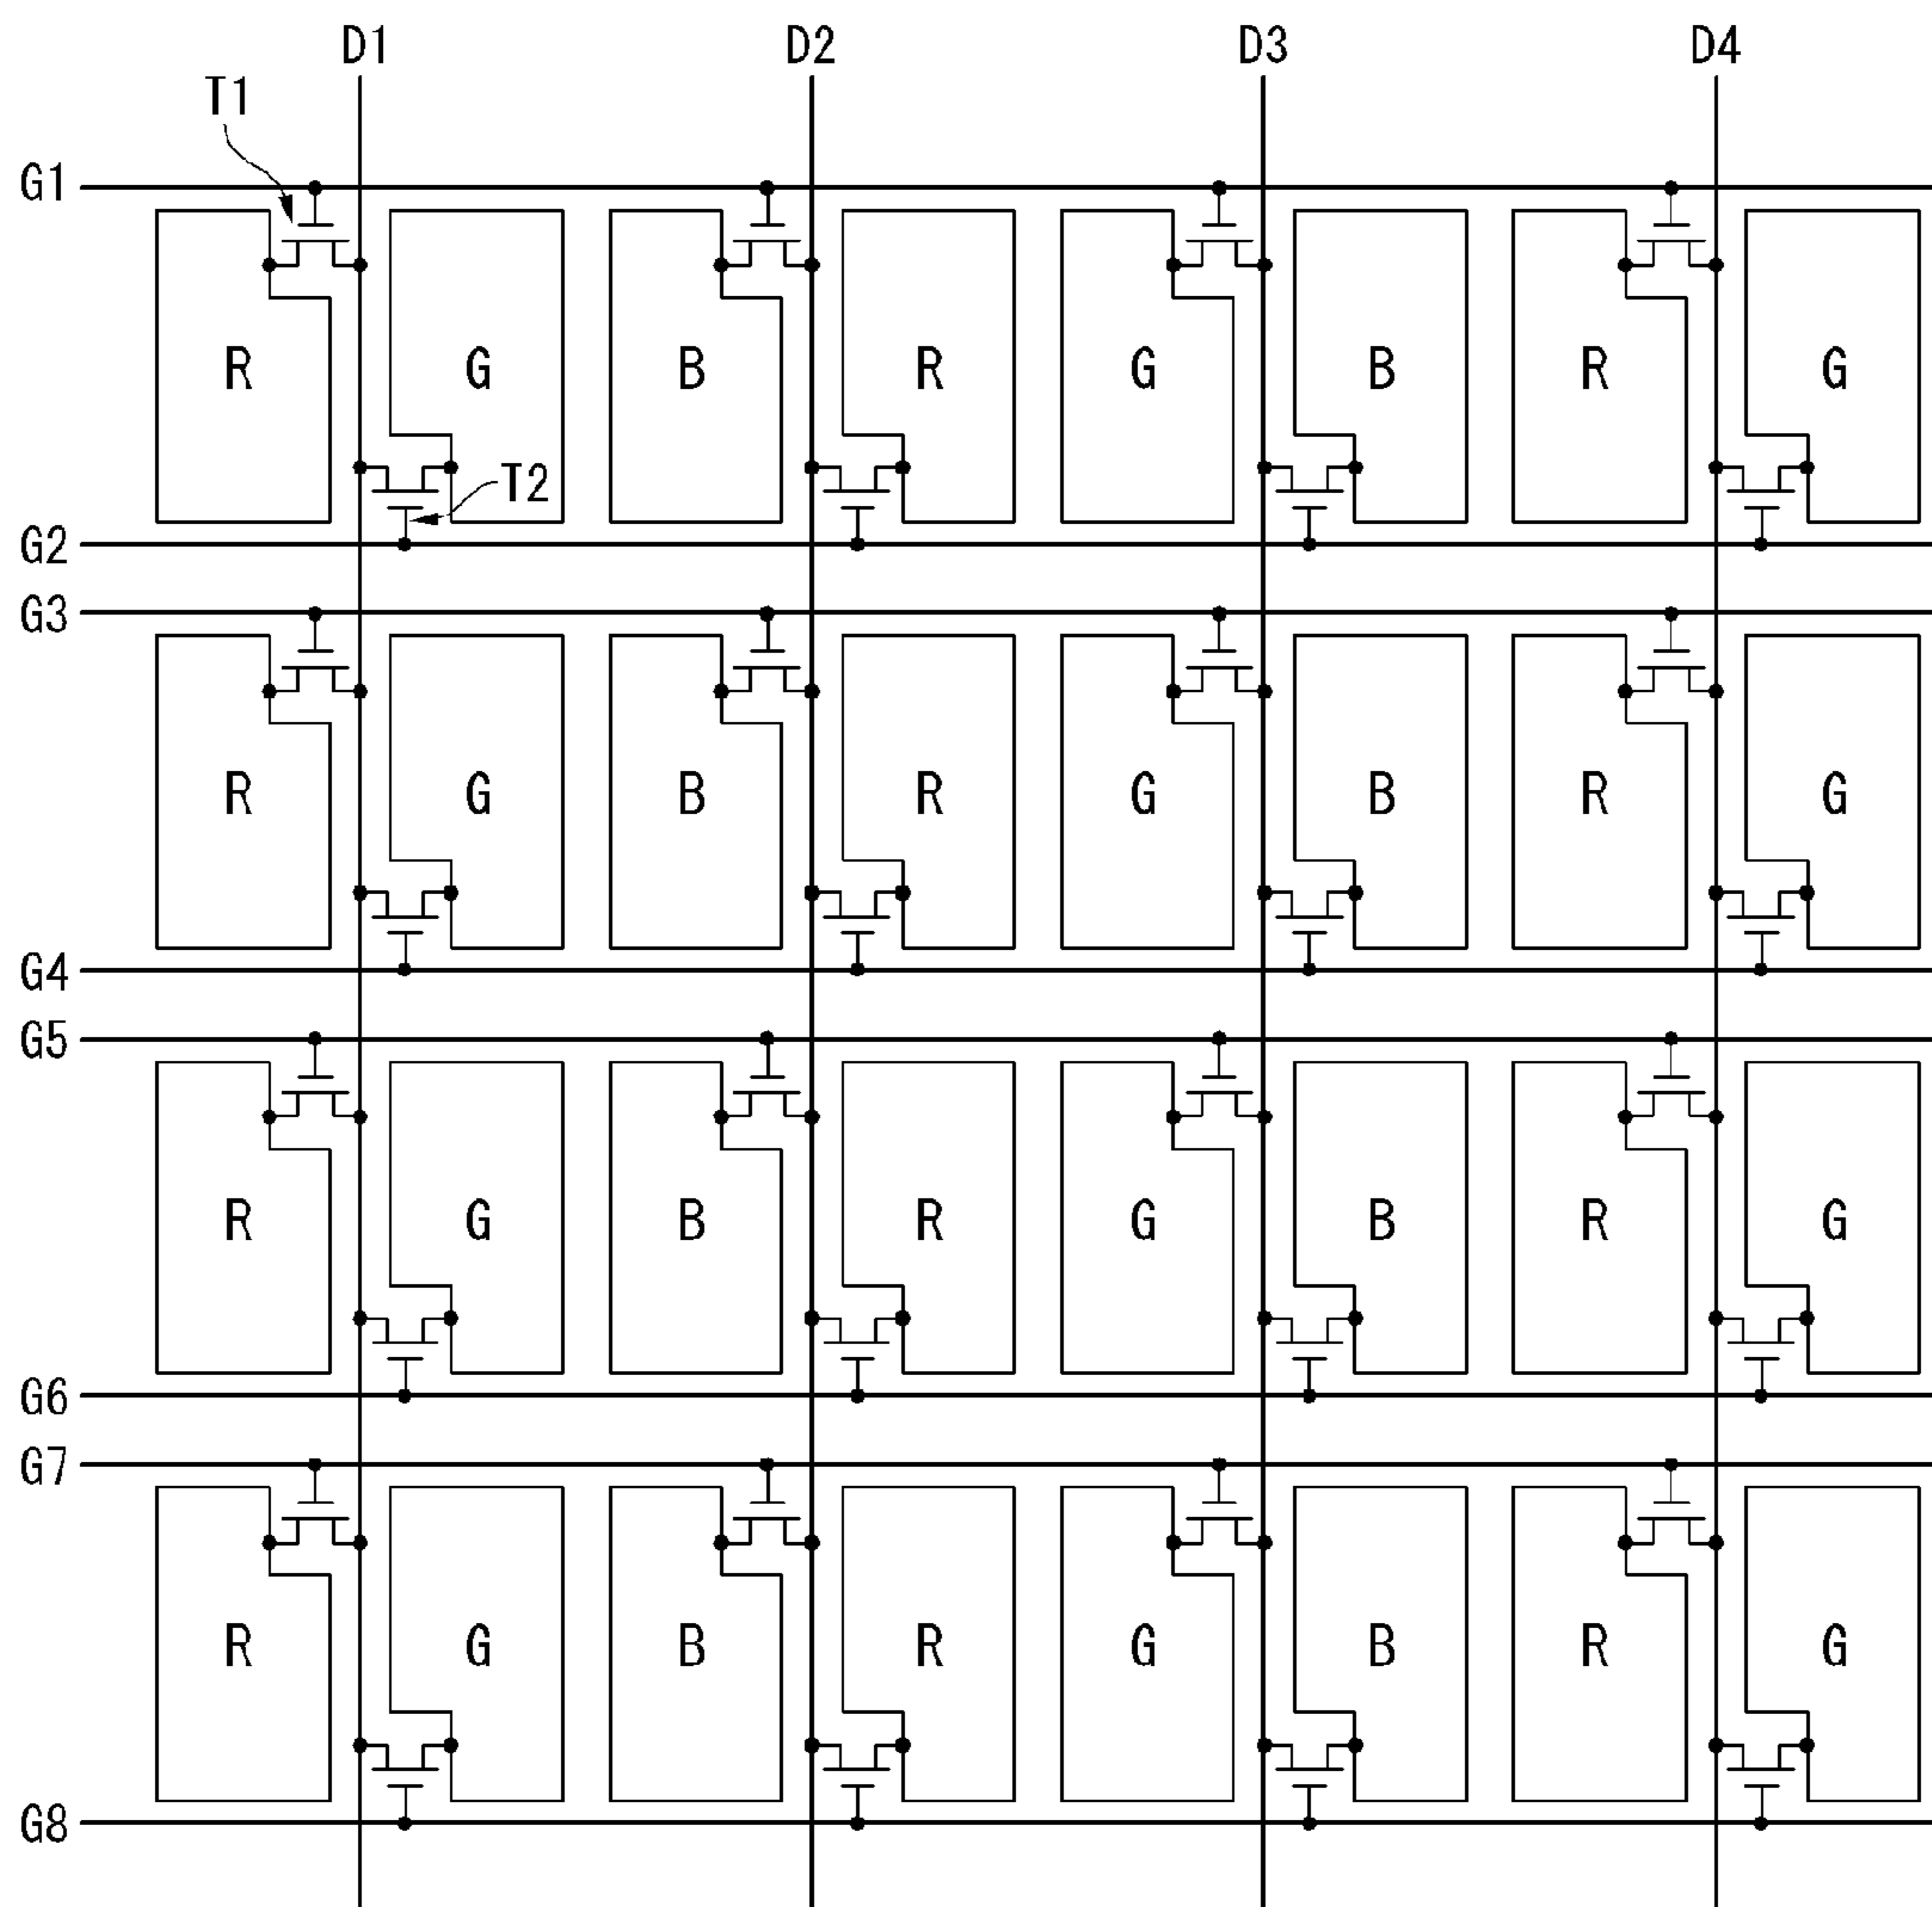 D1 D2 D3 D4
T1
G1
R G B R G B R G
T2
G2
G3
R G B R G B R G
G4
G5
R G B R G B R G
G6
G7
R G B R G B R G
G8